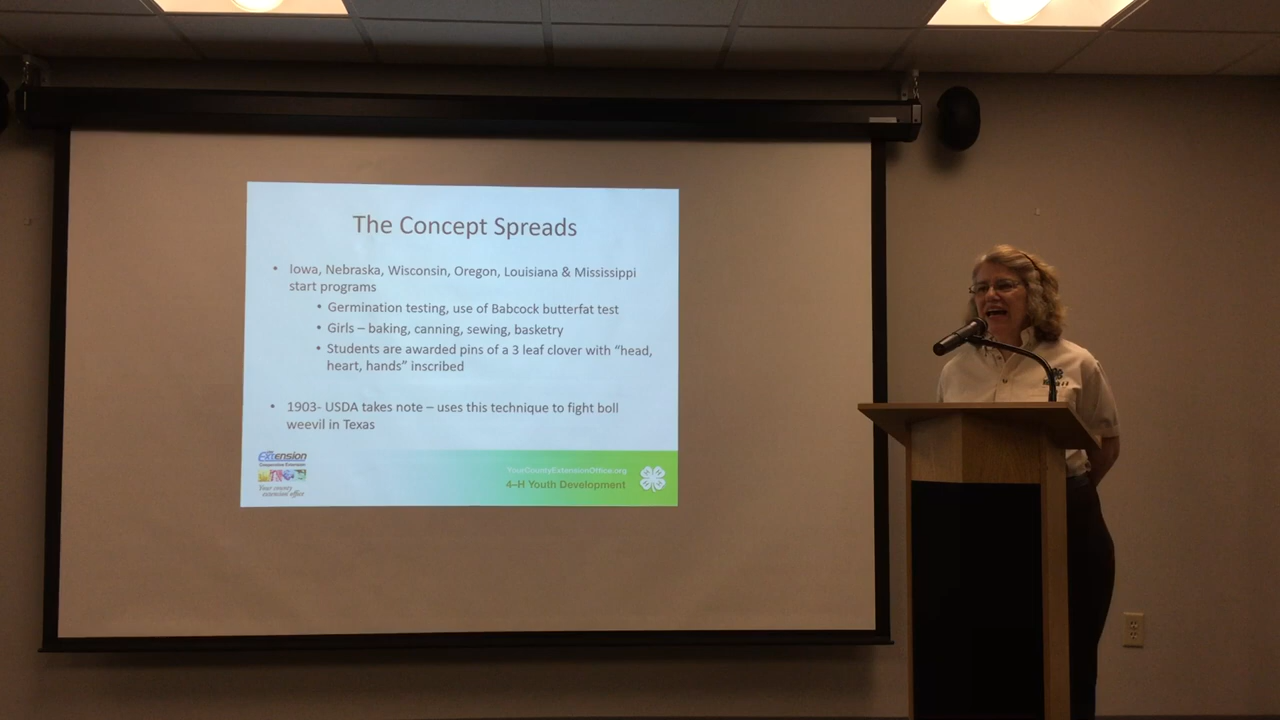 The Concept Spreads
• Iowa, Nebraska, Wisconsin, Oregon, Louisiana & Mississippi
start programs
• Germination testing, use of Babcock butterfat test
• Girls – baking, canning, sewing, basketry
• Students are awarded pins of a 3 leaf clover with “head,
heart, hands” inscribed
• 1903- USDA takes note – uses this technique to fight boll
weevil in Texas
Extension
Cooperative Extension
Your county
extension office
YourCountyExtensionOffice.org
4–H Youth Development